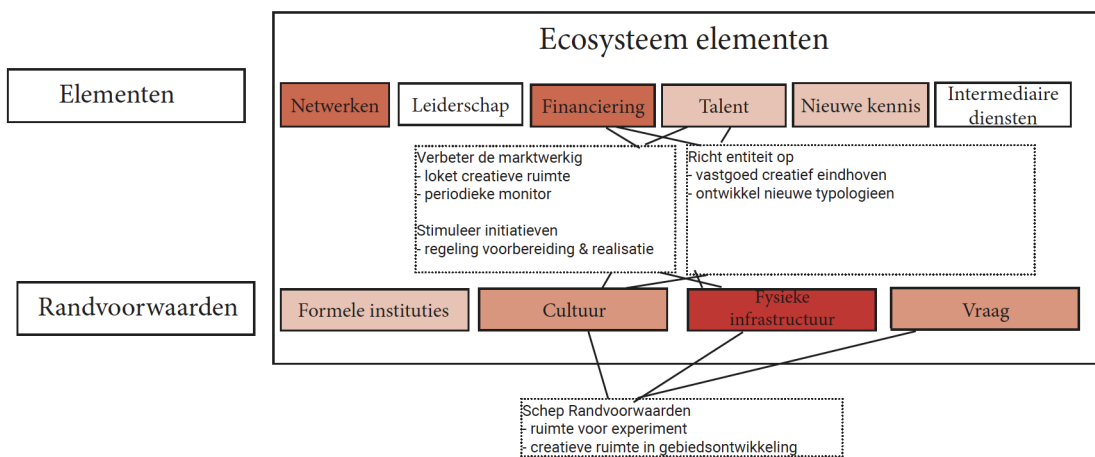 Ecosysteem elementen
Elementen
Netwerken
Leiderschap
Financiering
Talent
Nieuwe kennis
Intermediaire
diensten
Verbeter de marktwerkig
- loket creatieve ruimte
- periodieke monitor
Stimuleer initiatieven
- regeling voorbereiding & realisatie
Richt entiteit op
- vastgoed creatief eindhoven
- ontwikkel nieuwe typologieen
Randvoorwaarden
Formele instituties
Cultuur
Fysieke
infrastructuur
Vraag
Schep Randvoorwaarden
- ruimte voor experiment
- creatieve ruimte in gebiedsontwikkeling